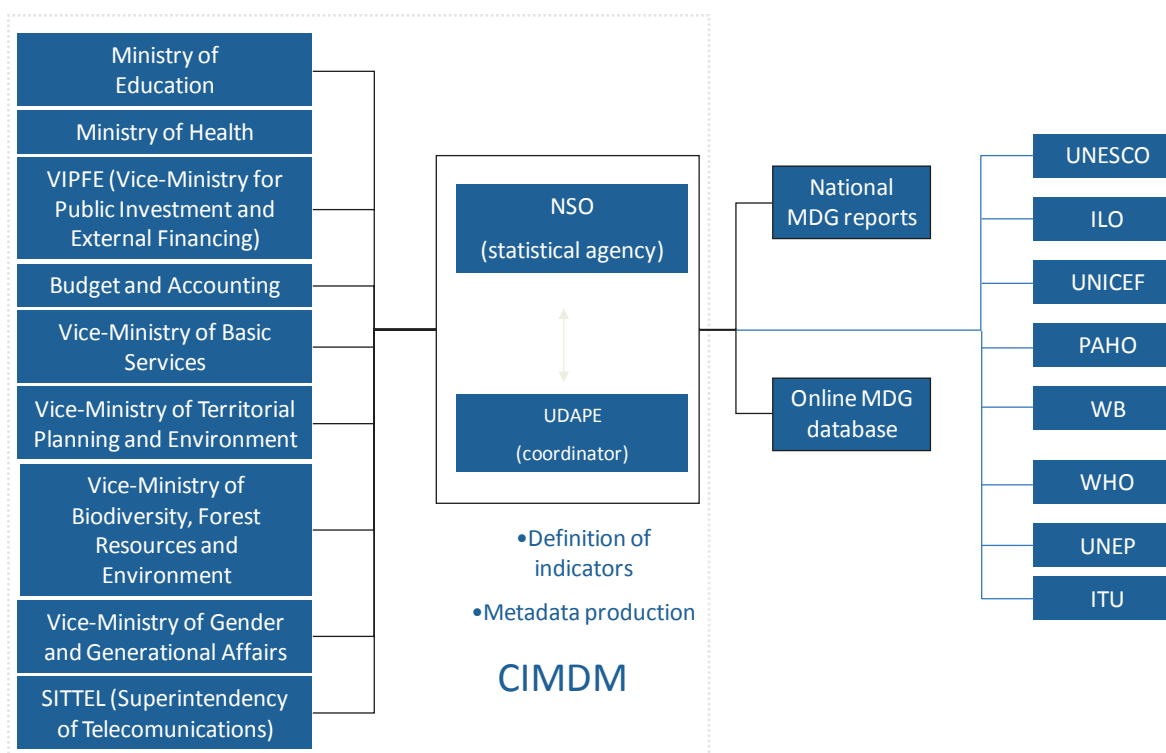 Ministry of
Education
Ministry of Health
VIPFE (Vice-Ministry for
Public Investment and
External Financing)
Budget and Accounting
Vice-Ministry of Basic
Services
Vice-Ministry of Territorial
Planning and Environment
Vice-Ministry of
Biodiversity, Forest
Resources and
Environment
Vice-Ministry of Gender
and Generational Affairs
SITTEL (Superintendency
of Telecomunications)
NSO
(statistical agency)
UDAPE
(coordinator)
•Definition of
indicators
•Metadada production
CIMDM
National
MDG reports
Online MDG
database
UNESCO
ILO
UNICEF
PAHO
WB
WHO
UNEP
ITU